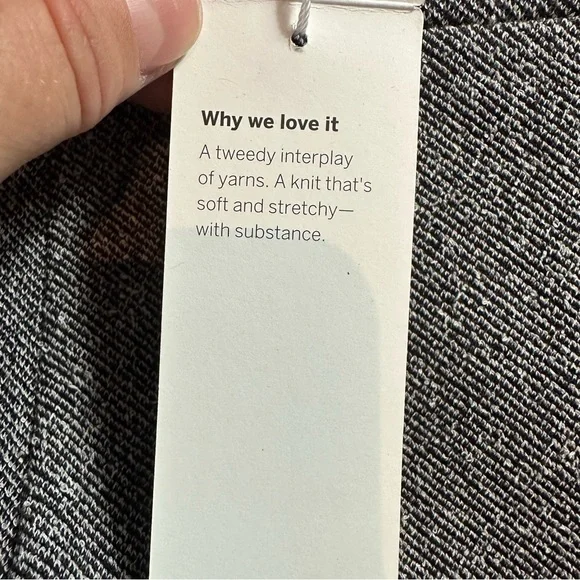 Why we love it
A tweedy interplay
of yarns. A knit that's
soft and stretchy—
with substance.